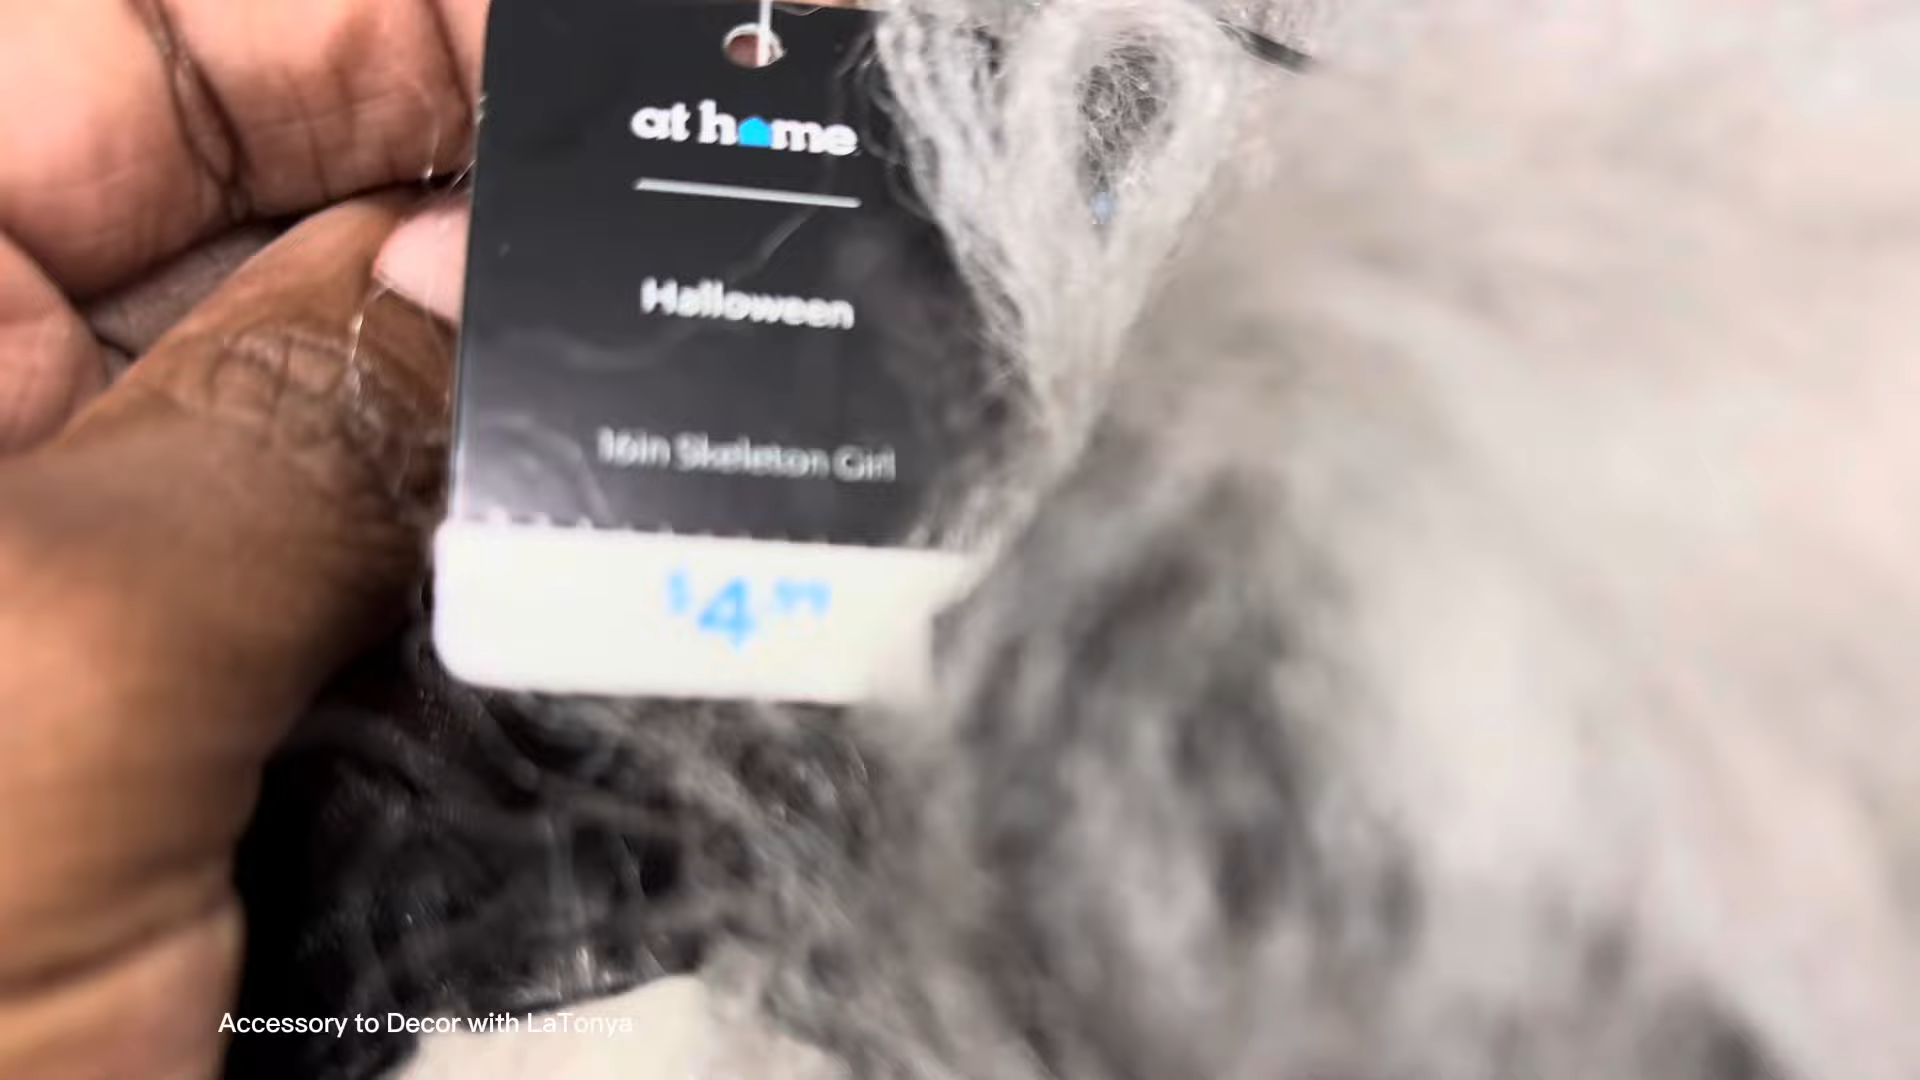 at home
Halloween
16in Skeleton Girl
$4.99
Accessory to Decor with LaTonya